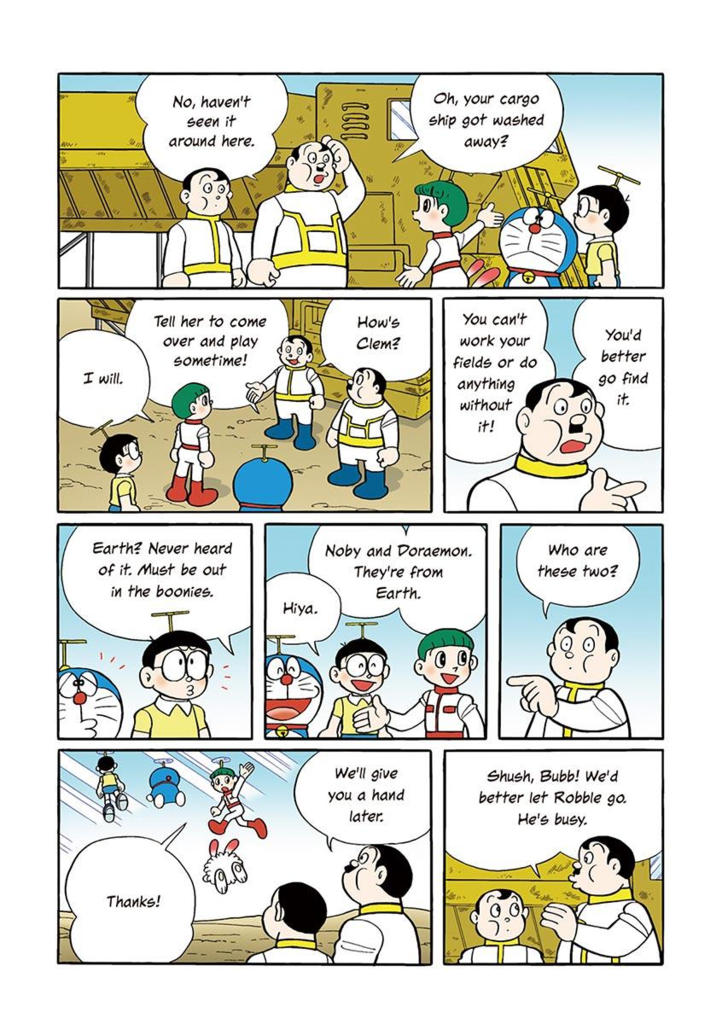 Oh, your cargo
ship got washed
away?
No, haven't
seen it
around here.
You'd
better
go find
it.
You can't
work your
fields or do
anything
without
it!
How's
Clem?
Tell her to come
over and play
sometime!
I will.
Who are
these two?
Noby and Doraemon.
They're from
Earth.
Hiya.
Earth? Never heard
of it. Must be out
in the boonies.
Shush, Bubb! We'd
better let Robble go.
He's busy.
We'll give
you a hand
later.
Thanks!